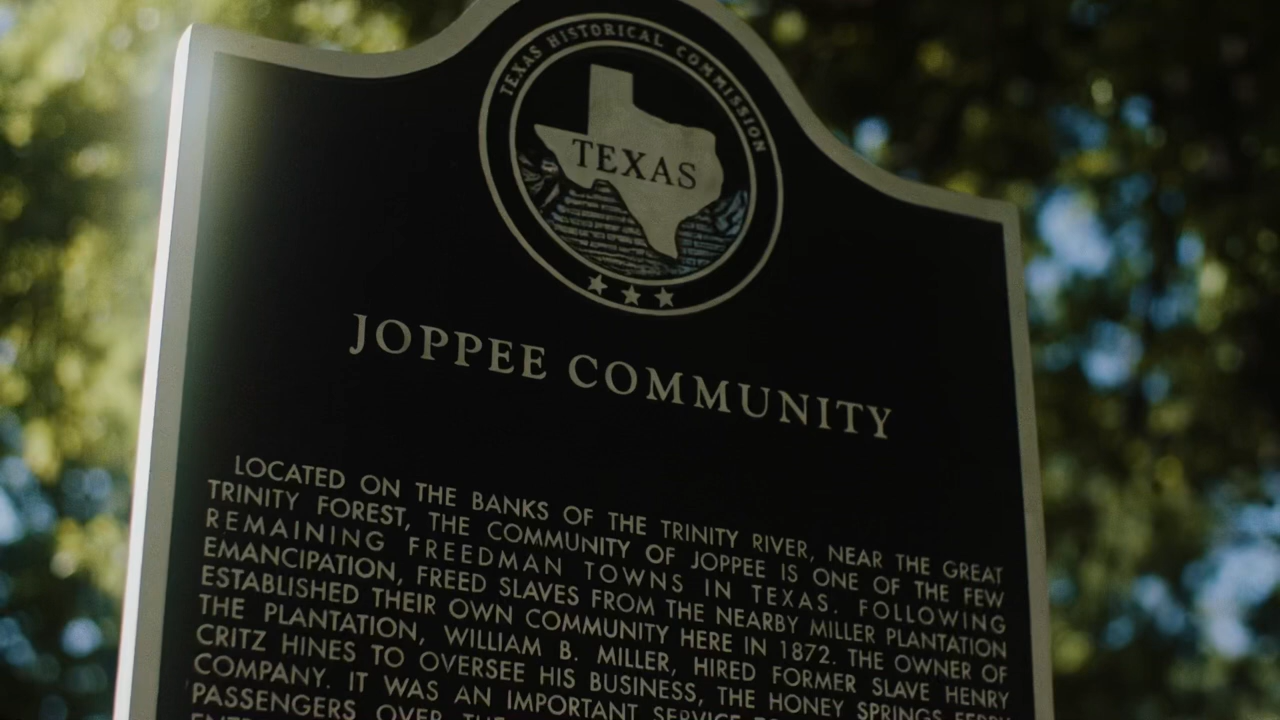 TEXAS HISTORICAL COMMISSION
TEXAS
JOPPEE COMMUNITY
LOCATED ON THE BANKS OF THE TRINITY RIVER, NEAR THE GREAT
TRINITY FOREST, THE COMMUNITY OF JOPPEE IS ONE OF THE FEW
REMAINING FREEDMAN TOWNS IN TEXAS. FOLLOWING
EMANCIPATION, FREED SLAVES FROM THE NEARBY MILLER PLANTATION
ESTABLISHED THEIR OWN COMMUNITY HERE IN 1872. THE OWNER OF
THE PLANTATION, WILLIAM B. MILLER, HIRED FORMER SLAVE HENRY
CRITZ HINES TO OVERSEE HIS BUSINESS, THE HONEY SPRINGS FERRY
COMPANY. IT WAS AN IMPORTANT SERVICE
PASSENGERS OVER THE